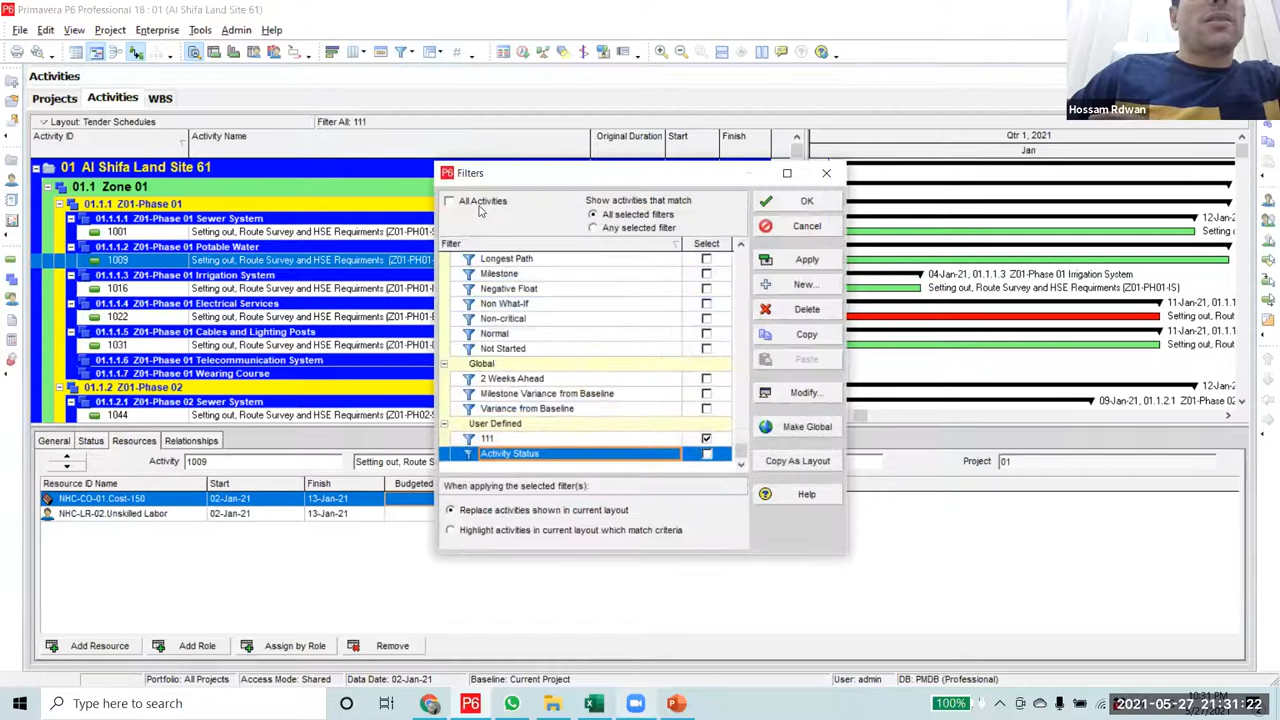 Primavera P6 Professional 18 : 01 (Al Shifa Land Site 61)
File Edit View Project Enterprise Tools Admin Help
Activities
Projects Activities WBS
Layout: Tender Schedules Filter All: 111
Activity ID Activity Name Original Duration Start Finish Qtr 1, 2021
Jan
01 Al Shifa Land Site 61
01.1 Zone 01
01.1.1 Z01-Phase 01
01.1.1.1 Z01-Phase 01 Sewer System 12-Jan
1001 Setting out, Route Survey and HSE Requirments (Z01-PH01 Setting o
01.1.1.2 Z01-Phase 01 Potable Water
1009 Setting out, Route Survey and HSE Requirments (Z01-PH01
01.1.1.3 Z01-Phase 01 Irrigation System 04-Jan-21, 01.1.1.3 Z01-Phase 01 Irrigation System
1016 Setting out, Route Survey and HSE Requirments (Z01-PH01 Setting out, Route Survey and HSE Requirments (Z01-PH01-IS)
01.1.1.4 Z01-Phase 01 Electrical Services 11-Jan-21, 01.1.
1022 Setting out, Route Survey and HSE Requirments (Z01-PH01 Setting out, Rout
01.1.1.5 Z01-Phase 01 Cables and Lighting Posts 11-Jan-21, 01.1.
1031 Setting out, Route Survey and HSE Requirments (Z01-PH01 Setting out, Rout
01.1.1.6 Z01-Phase 01 Telecommunication System
01.1.1.7 Z01-Phase 01 Wearing Course
01.1.2 Z01-Phase 02 12-Jan
01.1.2.1 Z01-Phase 02 Sewer System 09-Jan-21, 01.1.2.1 Z01-P
1044 Setting out, Route Survey and HSE Requirments (Z01-PH02-S Setting out, Route Survey
Filters
All Activities
Show activities that match
All selected filters
Any selected filter
Filter Select
Longest Path
Milestone
Negative Float
Non What-If
Non-critical
Normal
Not Started
Global
2 Weeks Ahead
Milestone Variance from Baseline
Variance from Baseline
User Defined
111
Activity Status
When applying the selected filter(s):
Replace activities shown in current layout
Highlight activities in current layout which match criteria
OK
Cancel
Apply
New...
Delete
Copy
Paste
Modify...
Make Global
Copy As Layout
Help
General Status Resources Relationships
Activity 1009 Setting out, Route S Project 01
Resource ID Name Start Finish Budgeted
NHC-CO-01.Cost-150 02-Jan-21 13-Jan-21
NHC-LR-02.Unskilled Labor 02-Jan-21 13-Jan-21
Add Resource Add Role Assign by Role Remove
Portfolio: All Projects Access Mode: Shared Data Date: 02-Jan-21 Baseline: Current Project User: admin DB: PMDB (Professional)
Type here to search
100%
2021-05-27 21:31:22
Hossam Rdwan